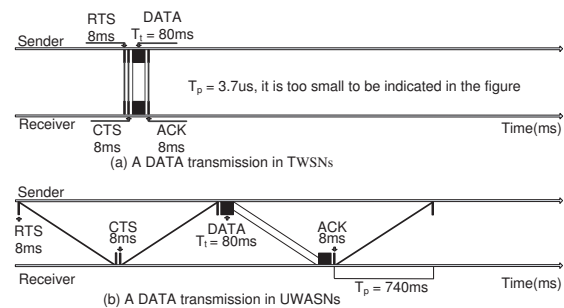 RTS
8ms
DATA
Tt = 80ms
Sender
Tp = 3.7us, it is too small to be indicated in the figure
Receiver
CTS
8ms
ACK
8ms
Time(ms)
(a) A DATA transmission in TWSNs
Sender
RTS
8ms
CTS
8ms
DATA
Tt = 80ms
ACK
8ms
Tp = 740ms
Receiver
Time(ms)
(b) A DATA transmission in UWASNs